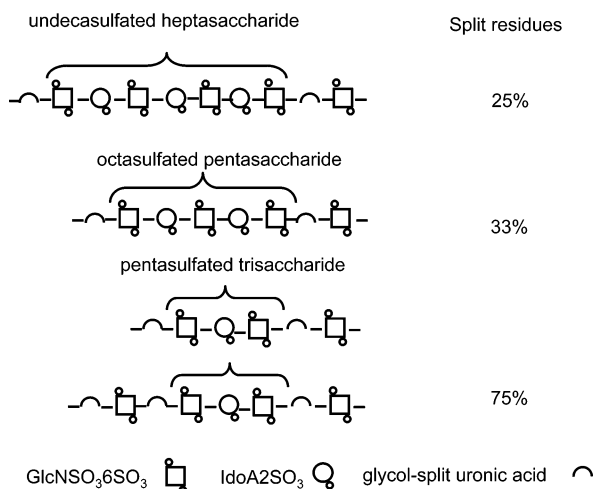 undecasulfated heptasaccharide
Split residues
25%
octasulfated pentasaccharide
33%
pentasulfated trisaccharide
75%
GlcNSO₃6SO₃ IdoA2SO₃ glycol-split uronic acid